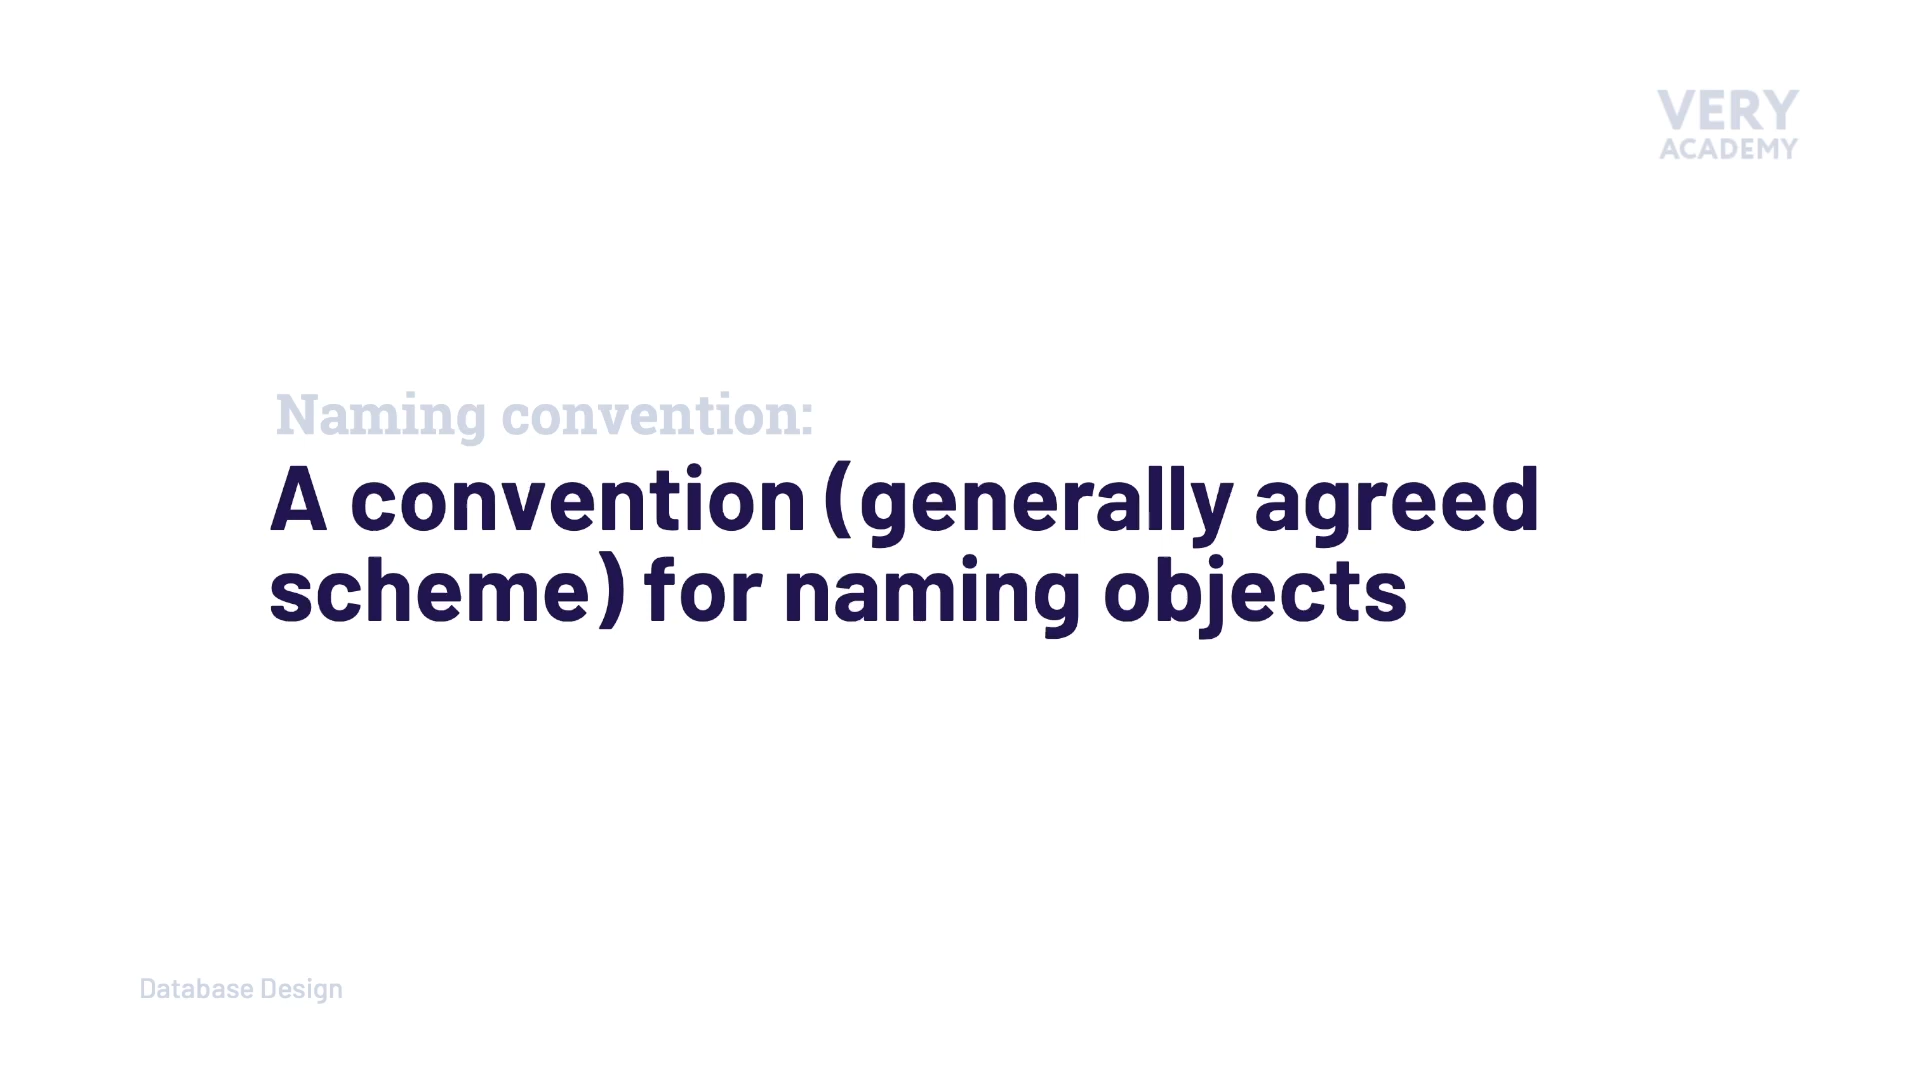 VERY
ACADEMY
Naming convention:
A convention (generally agreed
scheme) for naming objects
Database Design